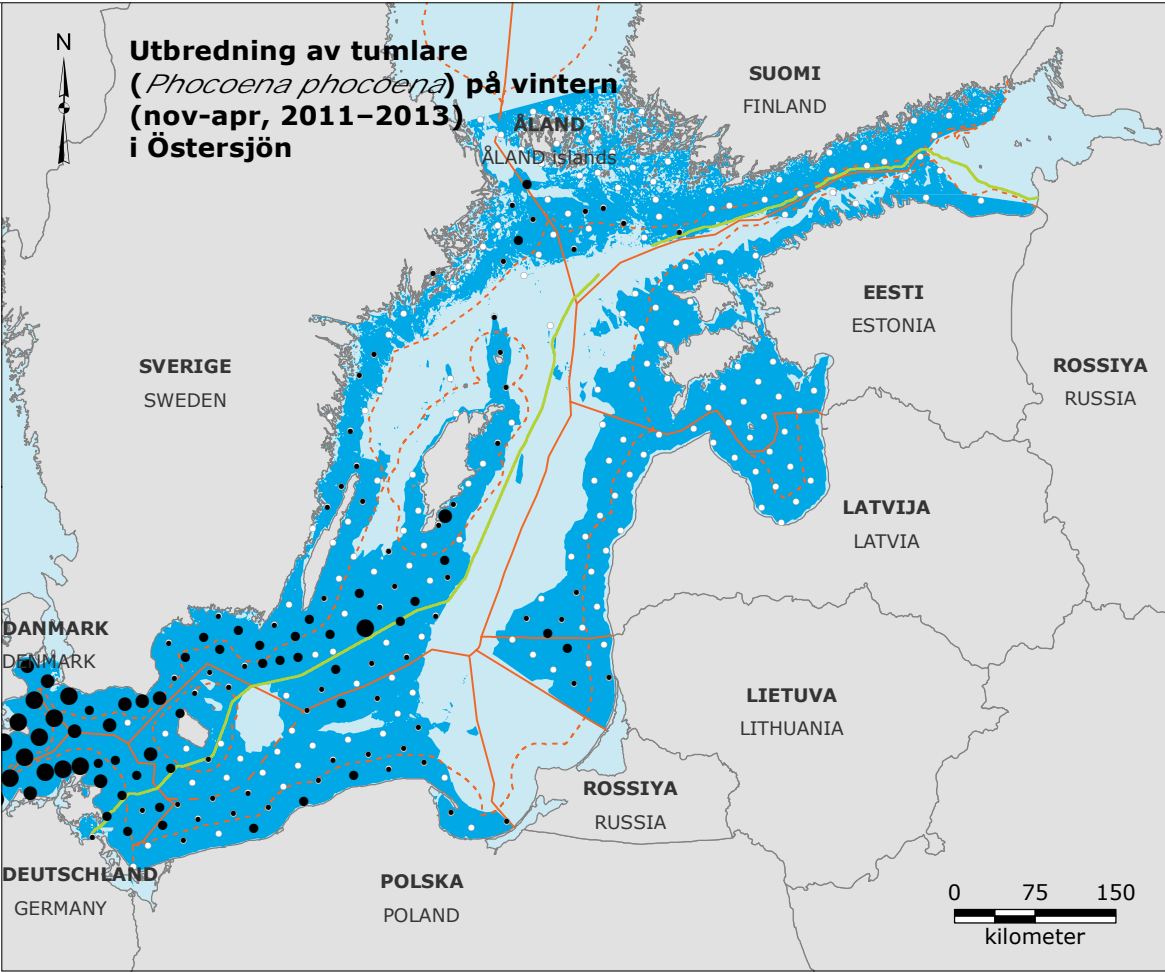 N
Utbredning av tumlare
(Phocoena phocoena) på vintern
(nov-apr, 2011–2013)
i Östersjön
SUOMI
FINLAND
ÅLAND
ÅLAND islands
EESTI
ESTONIA
ROSSIYA
RUSSIA
SVERIGE
SWEDEN
LATVIJA
LATVIA
DANMARK
DENMARK
LIETUVA
LITHUANIA
ROSSIYA
RUSSIA
DEUTSCHLAND
GERMANY
POLSKA
POLAND
0 75 150
kilometer